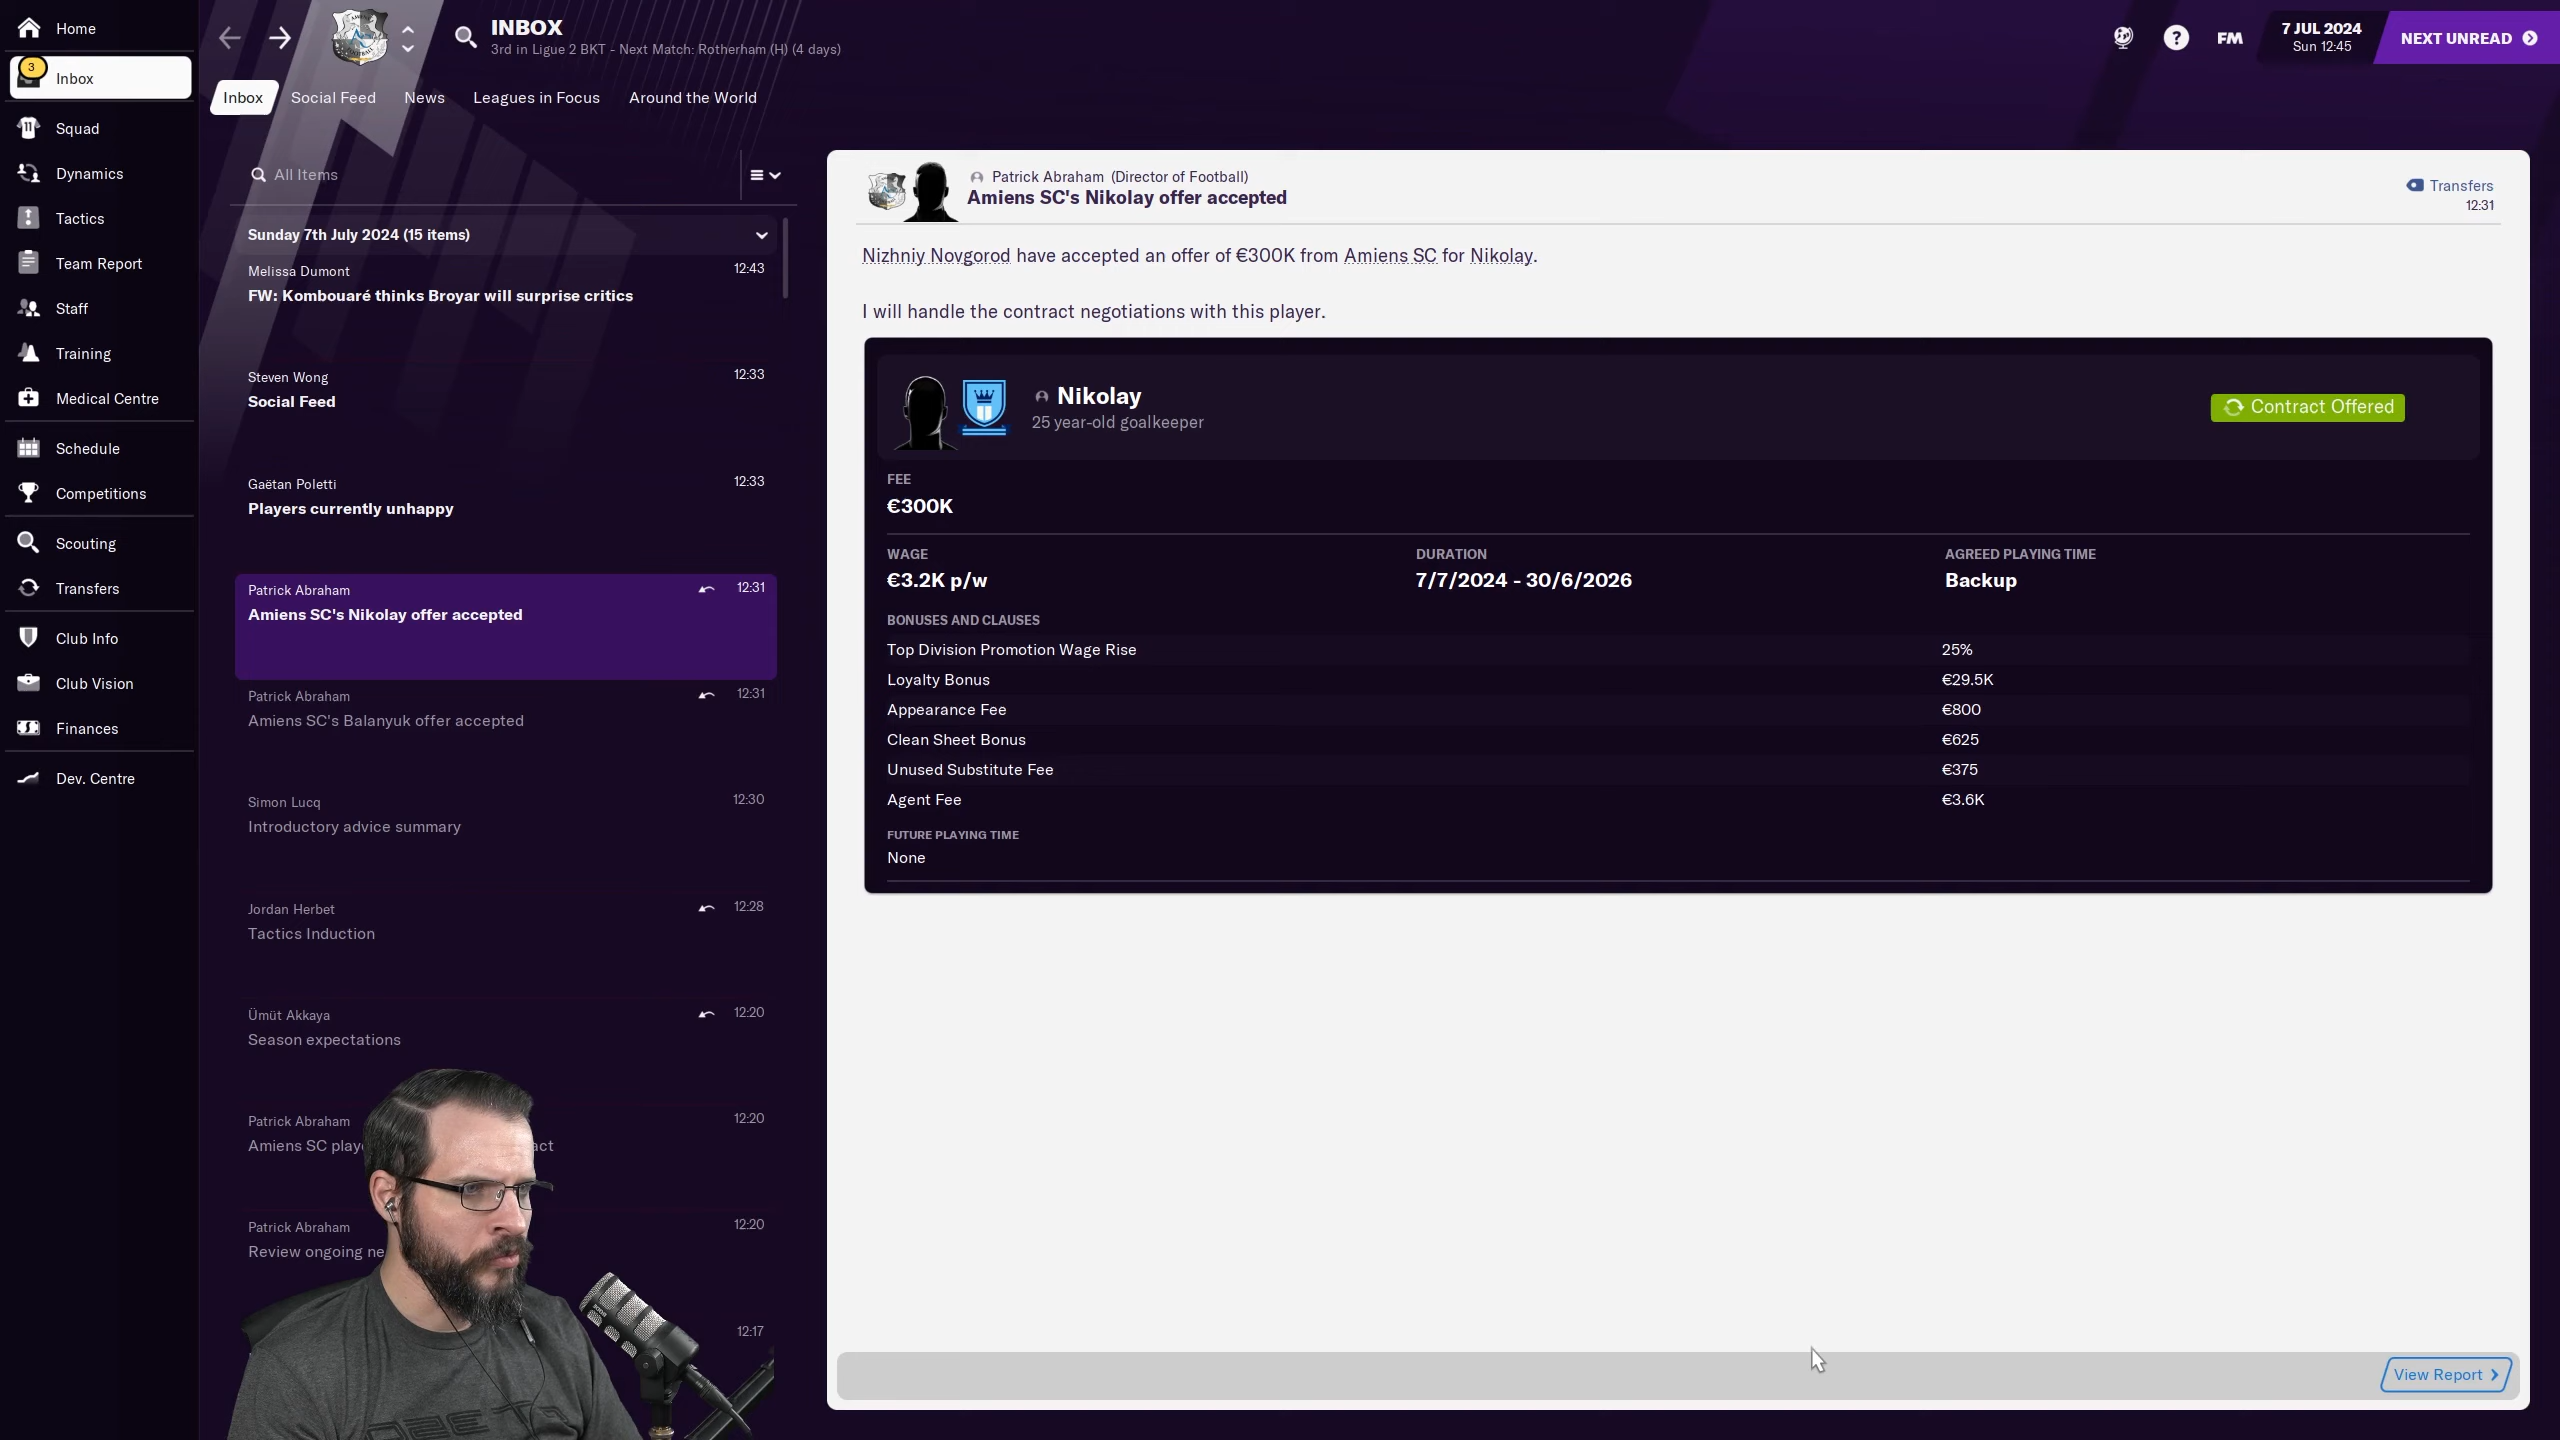 Home
3
Inbox
Squad
Dynamics
Tactics
Team Report
Staff
Training
Medical Centre
Schedule
Competitions
Scouting
Transfers
Club Info
Club Vision
Finances
Dev. Centre
INBOX
3rd in Ligue 2 BKT - Next Match: Rotherham (H) (4 days)
FM
7 JUL 2024
Sun 12:45
NEXT UNREAD
Inbox
Social Feed
News
Leagues in Focus
Around the World
All Items
Sunday 7th July 2024 (15 items)
Melissa Dumont 12:43
FW: Kombouaré thinks Broyar will surprise critics
Steven Wong 12:33
Social Feed
Gaëtan Poletti 12:33
Players currently unhappy
Patrick Abraham 12:31
Amiens SC's Nikolay offer accepted
Patrick Abraham 12:31
Amiens SC's Balanyuk offer accepted
Simon Lucq 12:30
Introductory advice summary
Jordan Herbet 12:28
Tactics Induction
Ümüt Akkaya 12:20
Season expectations
Patrick Abraham 12:20
Amiens SC play act
Patrick Abraham 12:20
Review ongoing ne
12:17
Patrick Abraham (Director of Football)
Amiens SC's Nikolay offer accepted
Transfers
12:31
Nizhniy Novgorod have accepted an offer of €300K from Amiens SC for Nikolay.
I will handle the contract negotiations with this player.
Nikolay
25 year-old goalkeeper
Contract Offered
FEE
€300K
WAGE DURATION AGREED PLAYING TIME
€3.2K p/w 7/7/2024 - 30/6/2026 Backup
BONUSES AND CLAUSES
Top Division Promotion Wage Rise 25%
Loyalty Bonus €29.5K
Appearance Fee €800
Clean Sheet Bonus €625
Unused Substitute Fee €375
Agent Fee €3.6K
FUTURE PLAYING TIME
None
View Report